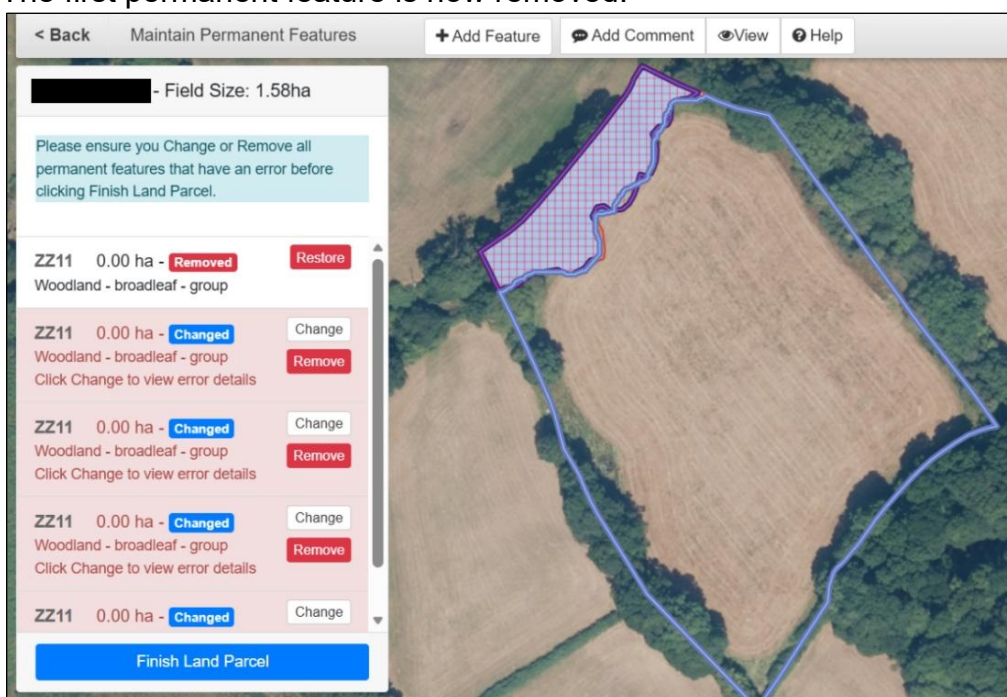 The first permanent feature is now removed.
< Back Maintain Permanent Features + Add Feature Add Comment View Help
- Field Size: 1.58ha
Please ensure you Change or Remove all
permanent features that have an error before
clicking Finish Land Parcel.
ZZ11 0.00 ha - Removed Restore
Woodland - broadleaf - group
ZZ11 0.00 ha - Changed Change
Woodland - broadleaf - group Remove
Click Change to view error details
ZZ11 0.00 ha - Changed Change
Woodland - broadleaf - group Remove
Click Change to view error details
ZZ11 0.00 ha - Changed Change
Woodland - broadleaf - group Remove
Click Change to view error details
ZZ11 0.00 ha - Changed Change
Finish Land Parcel